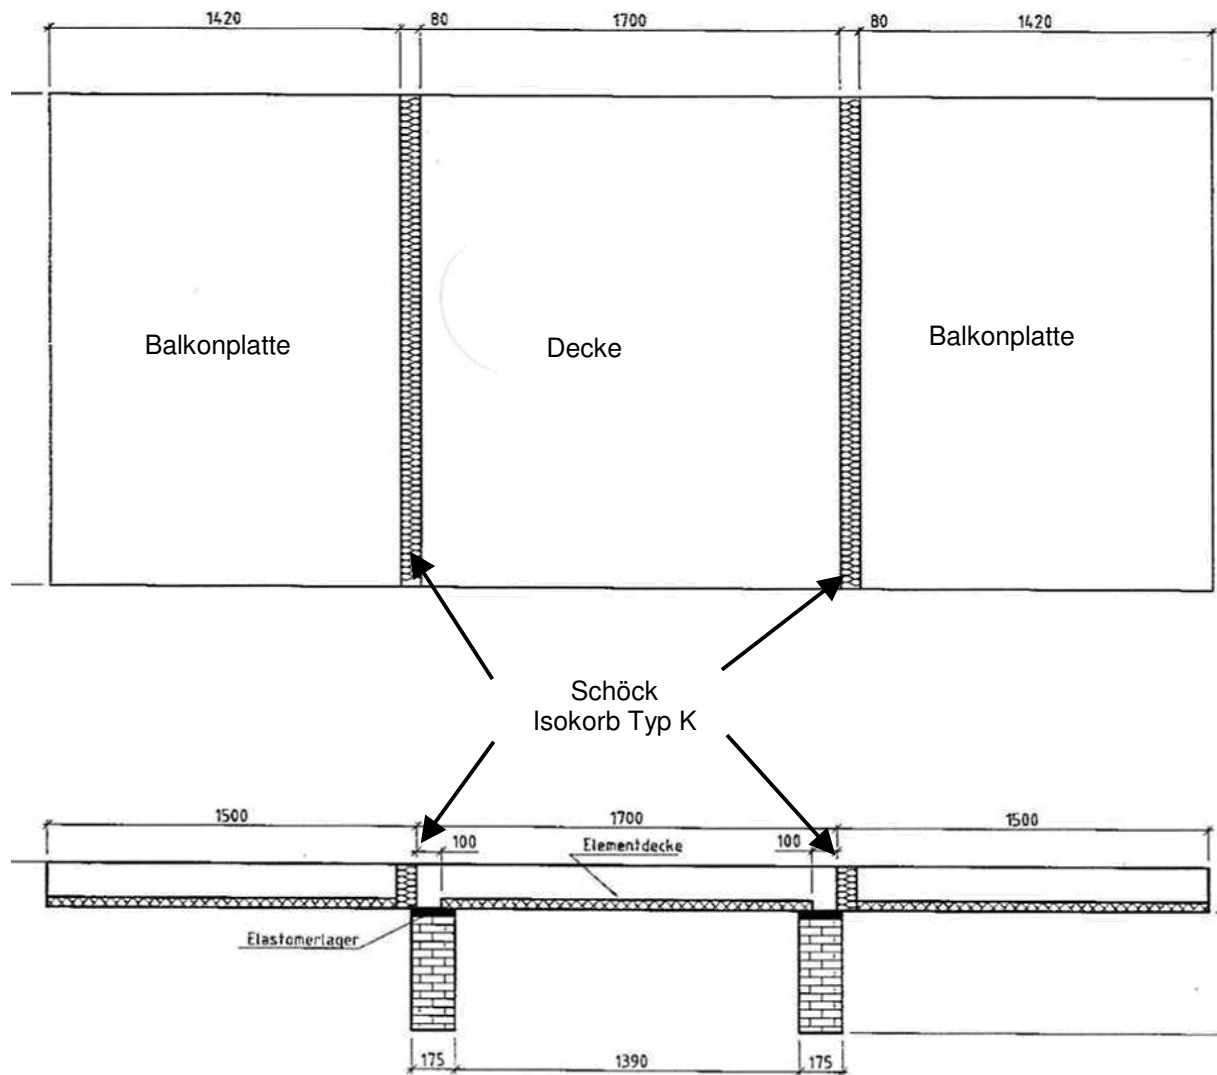 1420 80 1700 80 1420
Balkonplatte
Decke
Balkonplatte
Schöck
Isokorb Typ K
1500 1700 1500
100 Elementdecke 100
Elastomerlager
175 1390 175